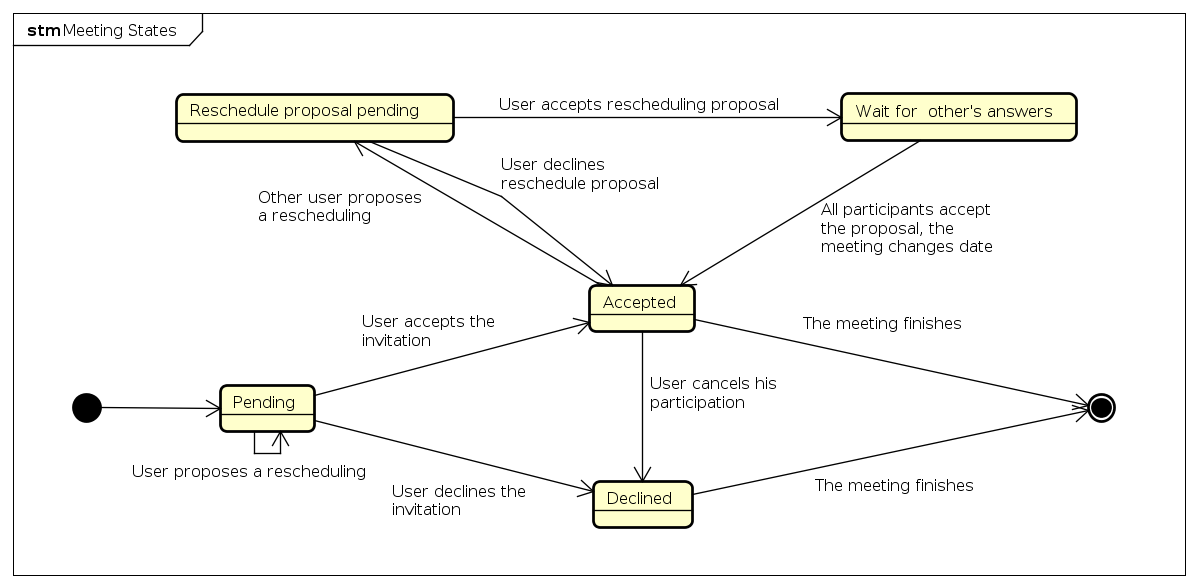 stm Meeting States
Reschedule proposal pending
User accepts rescheduling proposal
Wait for  other's answers
User declines
reschedule proposal
Other user proposes
a rescheduling
All participants accept
the proposal, the
meeting changes date
Accepted
User accepts the
invitation
The meeting finishes
User cancels his
participation
Pending
User proposes a rescheduling
User declines the
invitation
Declined
The meeting finishes